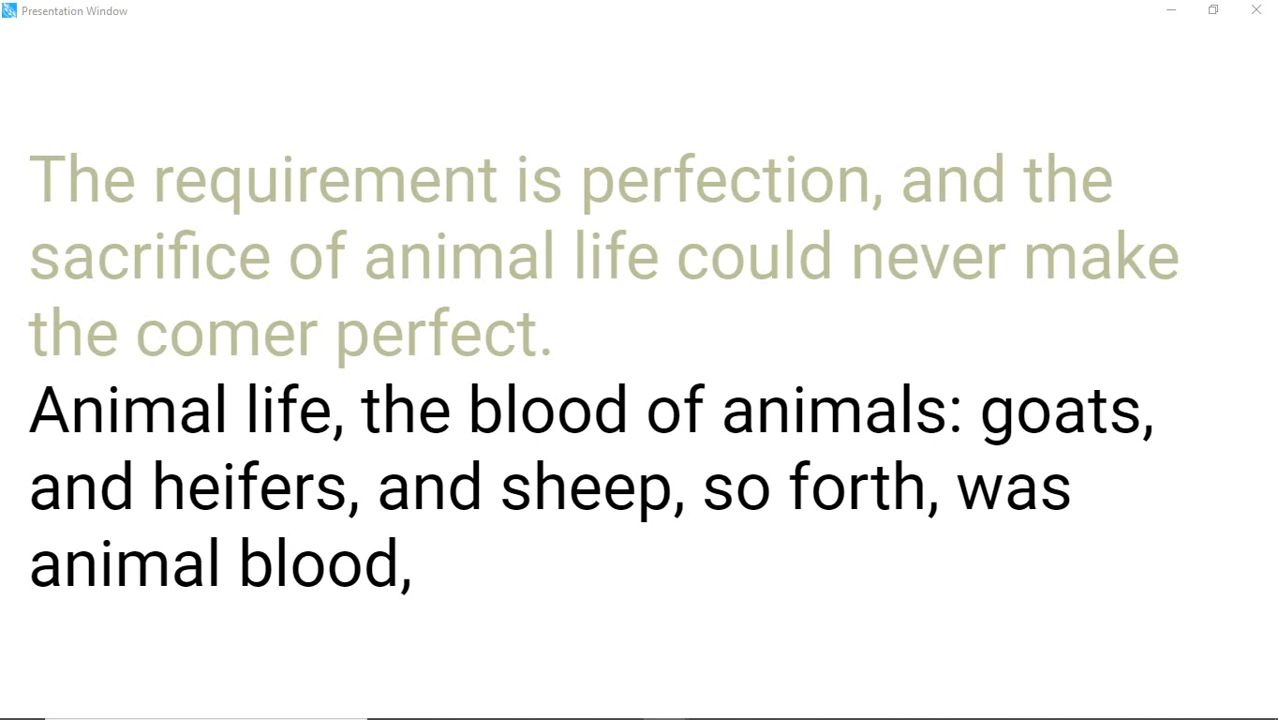 Presentation Window
The requirement is perfection, and the
sacrifice of animal life could never make
the comer perfect.
Animal life, the blood of animals: goats,
and heifers, and sheep, so forth, was
animal blood,